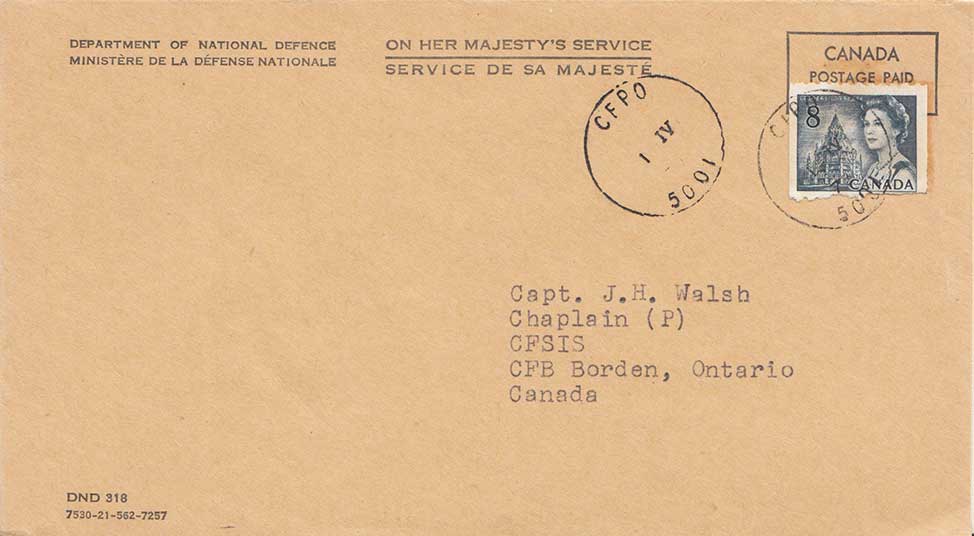 DEPARTMENT OF NATIONAL DEFENCE
MINISTÈRE DE LA DÉFENSE NATIONALE
ON HER MAJESTY'S SERVICE
SERVICE DE SA MAJESTÉ
CANADA
POSTAGE PAID
8
CANADA
CFPO
1 IV
5001
Capt. J.H. Walsh
Chaplain (P)
CFSIS
CFB Borden, Ontario
Canada
DND 318
7530-21-562-7257